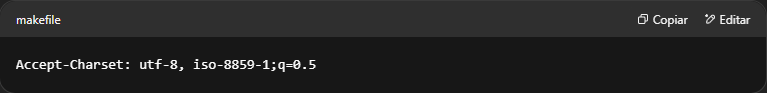 makefile
Copiar
Editar
Accept-Charset: utf-8, iso-8859-1;q=0.5